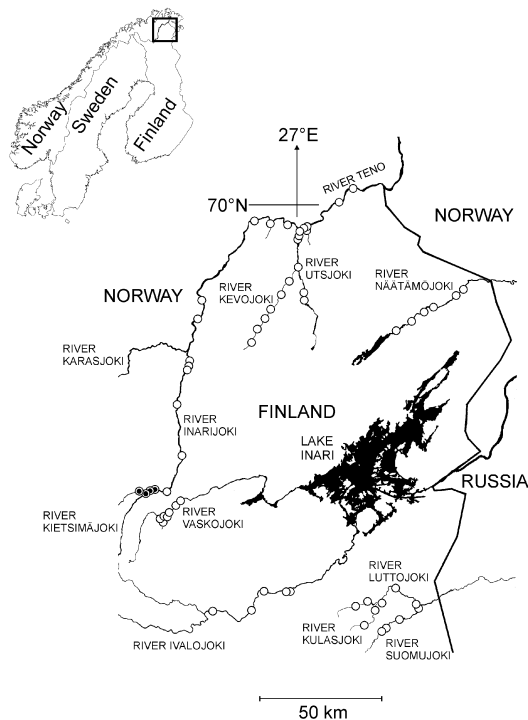 Norway
Sweden
Finland
27°E
RIVER TENO
70°N
NORWAY
RIVER
UTSJOKI
RIVER
NÄÄTÄMÖJOKI
NORWAY
RIVER
KEVOJOKI
RIVER
KARASJOKI
RIVER
INARIJOKI
FINLAND
LAKE
INARI
RUSSIA
RIVER
KIETSIMÄJOKI
RIVER
VASKOJOKI
RIVER
LUTTOJOKI
RIVER
KULASJOKI
RIVER
SUOMUJOKI
RIVER IVALOJOKI
50 km